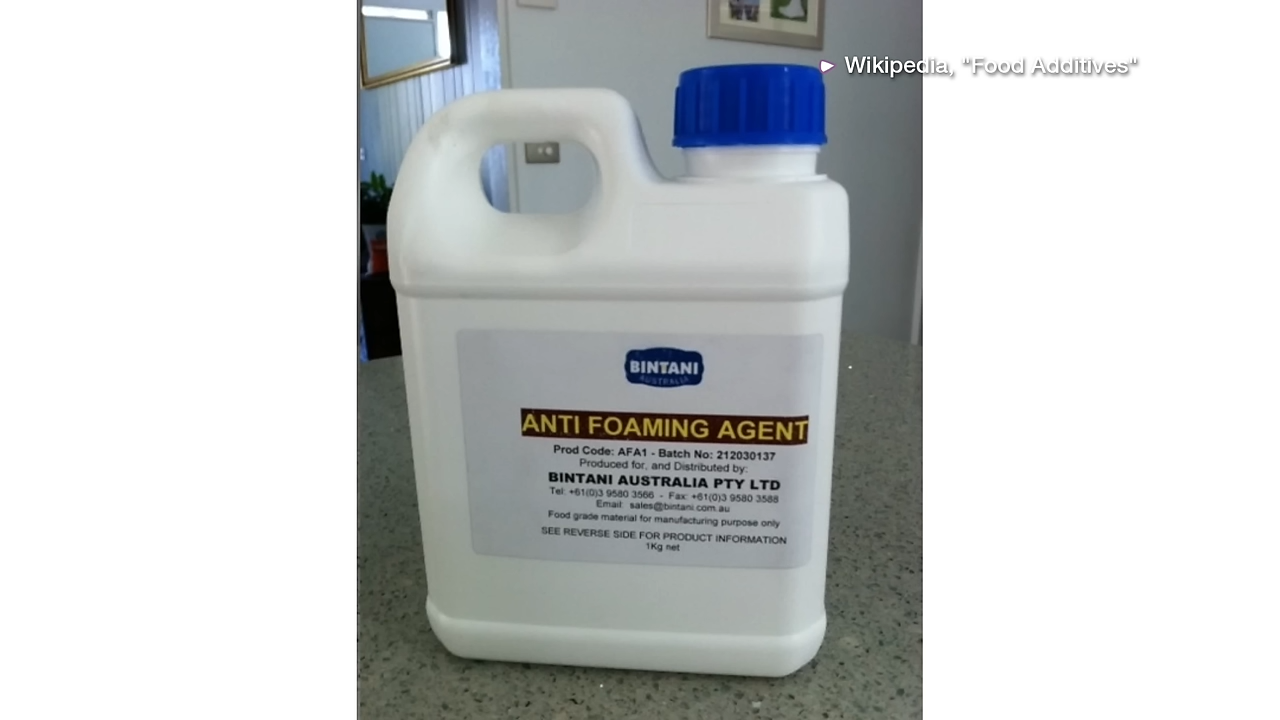 Wikipedia, "Food Additives"
BINTANI
AUSTRALIA
ANTI FOAMING AGENT
Prod Code: AFA1 - Batch No: 212030137
Produced for, and Distributed by:
BINTANI AUSTRALIA PTY LTD
Tel: +61(0)3 9580 3566 - Fax: +61(0)3 9580 3588
Email: sales@bintani.com.au
Food grade material for manufacturing purpose only
SEE REVERSE SIDE FOR PRODUCT INFORMATION
1Kg net